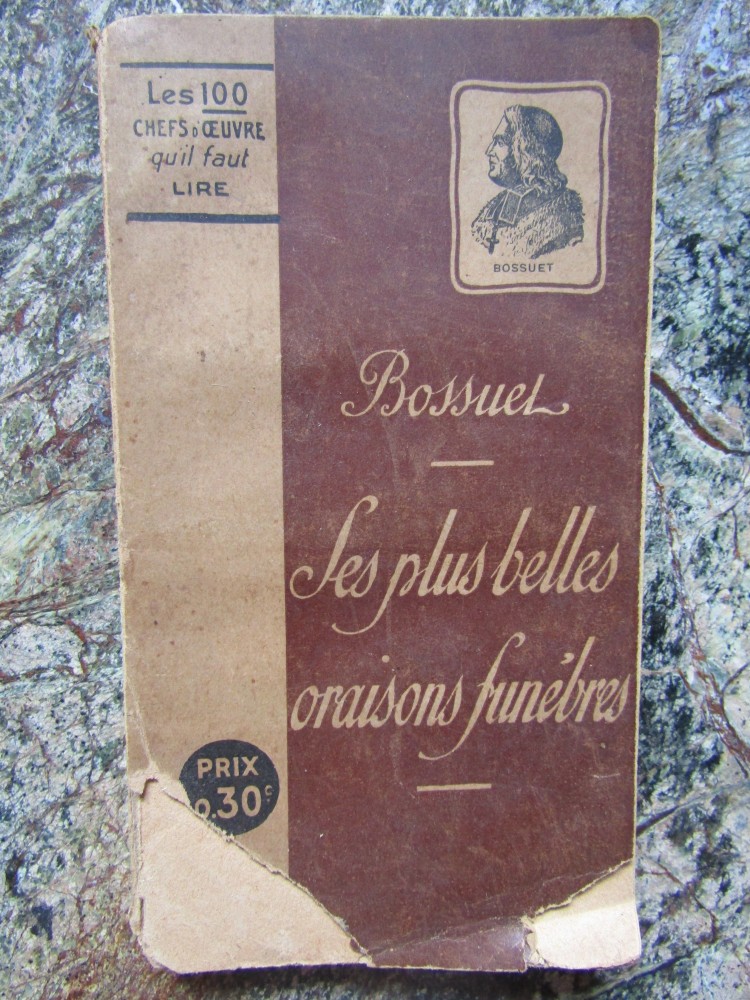 Les 100
CHEFS D'ŒUVRE
qu'il faut
LIRE
BOSSUET
Bossuet
Ses plus belles
oraisons funèbres
PRIX
0.30c